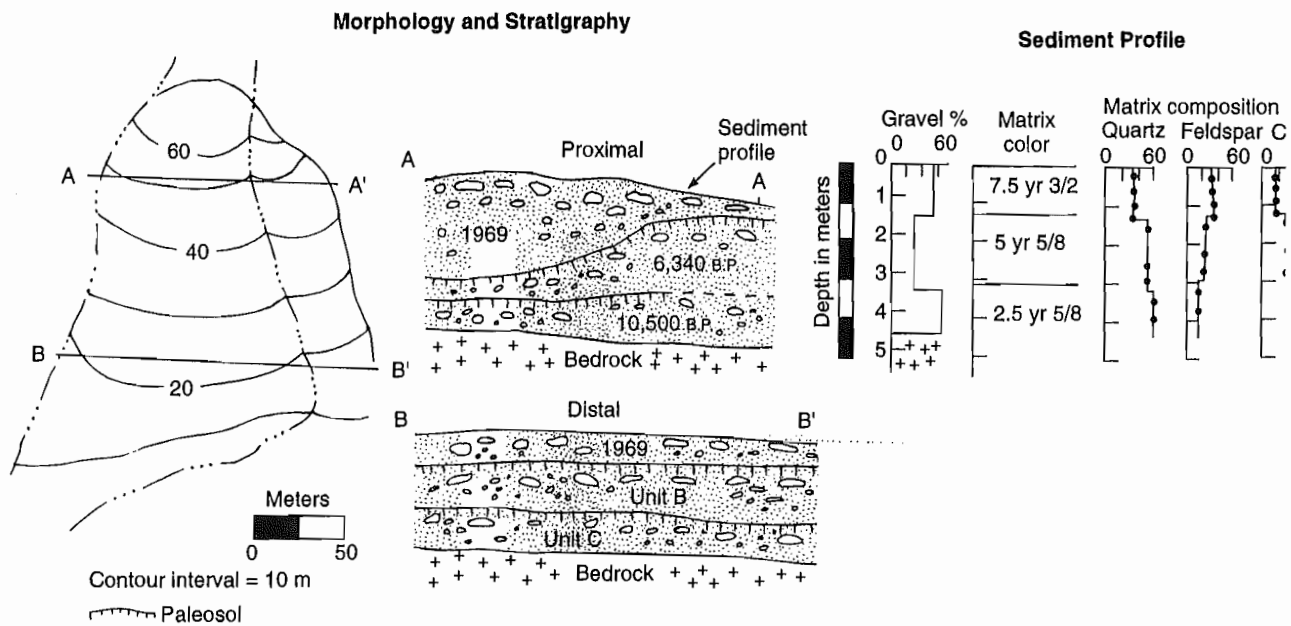 Morphology and Stratigraphy
Sediment Profile
60
A
A'
40
B
B'
20
Meters
0 50
Contour interval = 10 m
Paleosol
A
Proximal
Sediment
profile
A
1969
6,340 B.P.
10,500 B.P.
Bedrock
B
Distal
B'
1969
Unit B
Unit C
Bedrock
Depth in meters
0
1
2
3
4
5
Gravel %
0 60
Matrix
color
7.5 yr 3/2
5 yr 5/8
2.5 yr 5/8
Matrix composition
Quartz Feldspar C
0 60 0 60 0